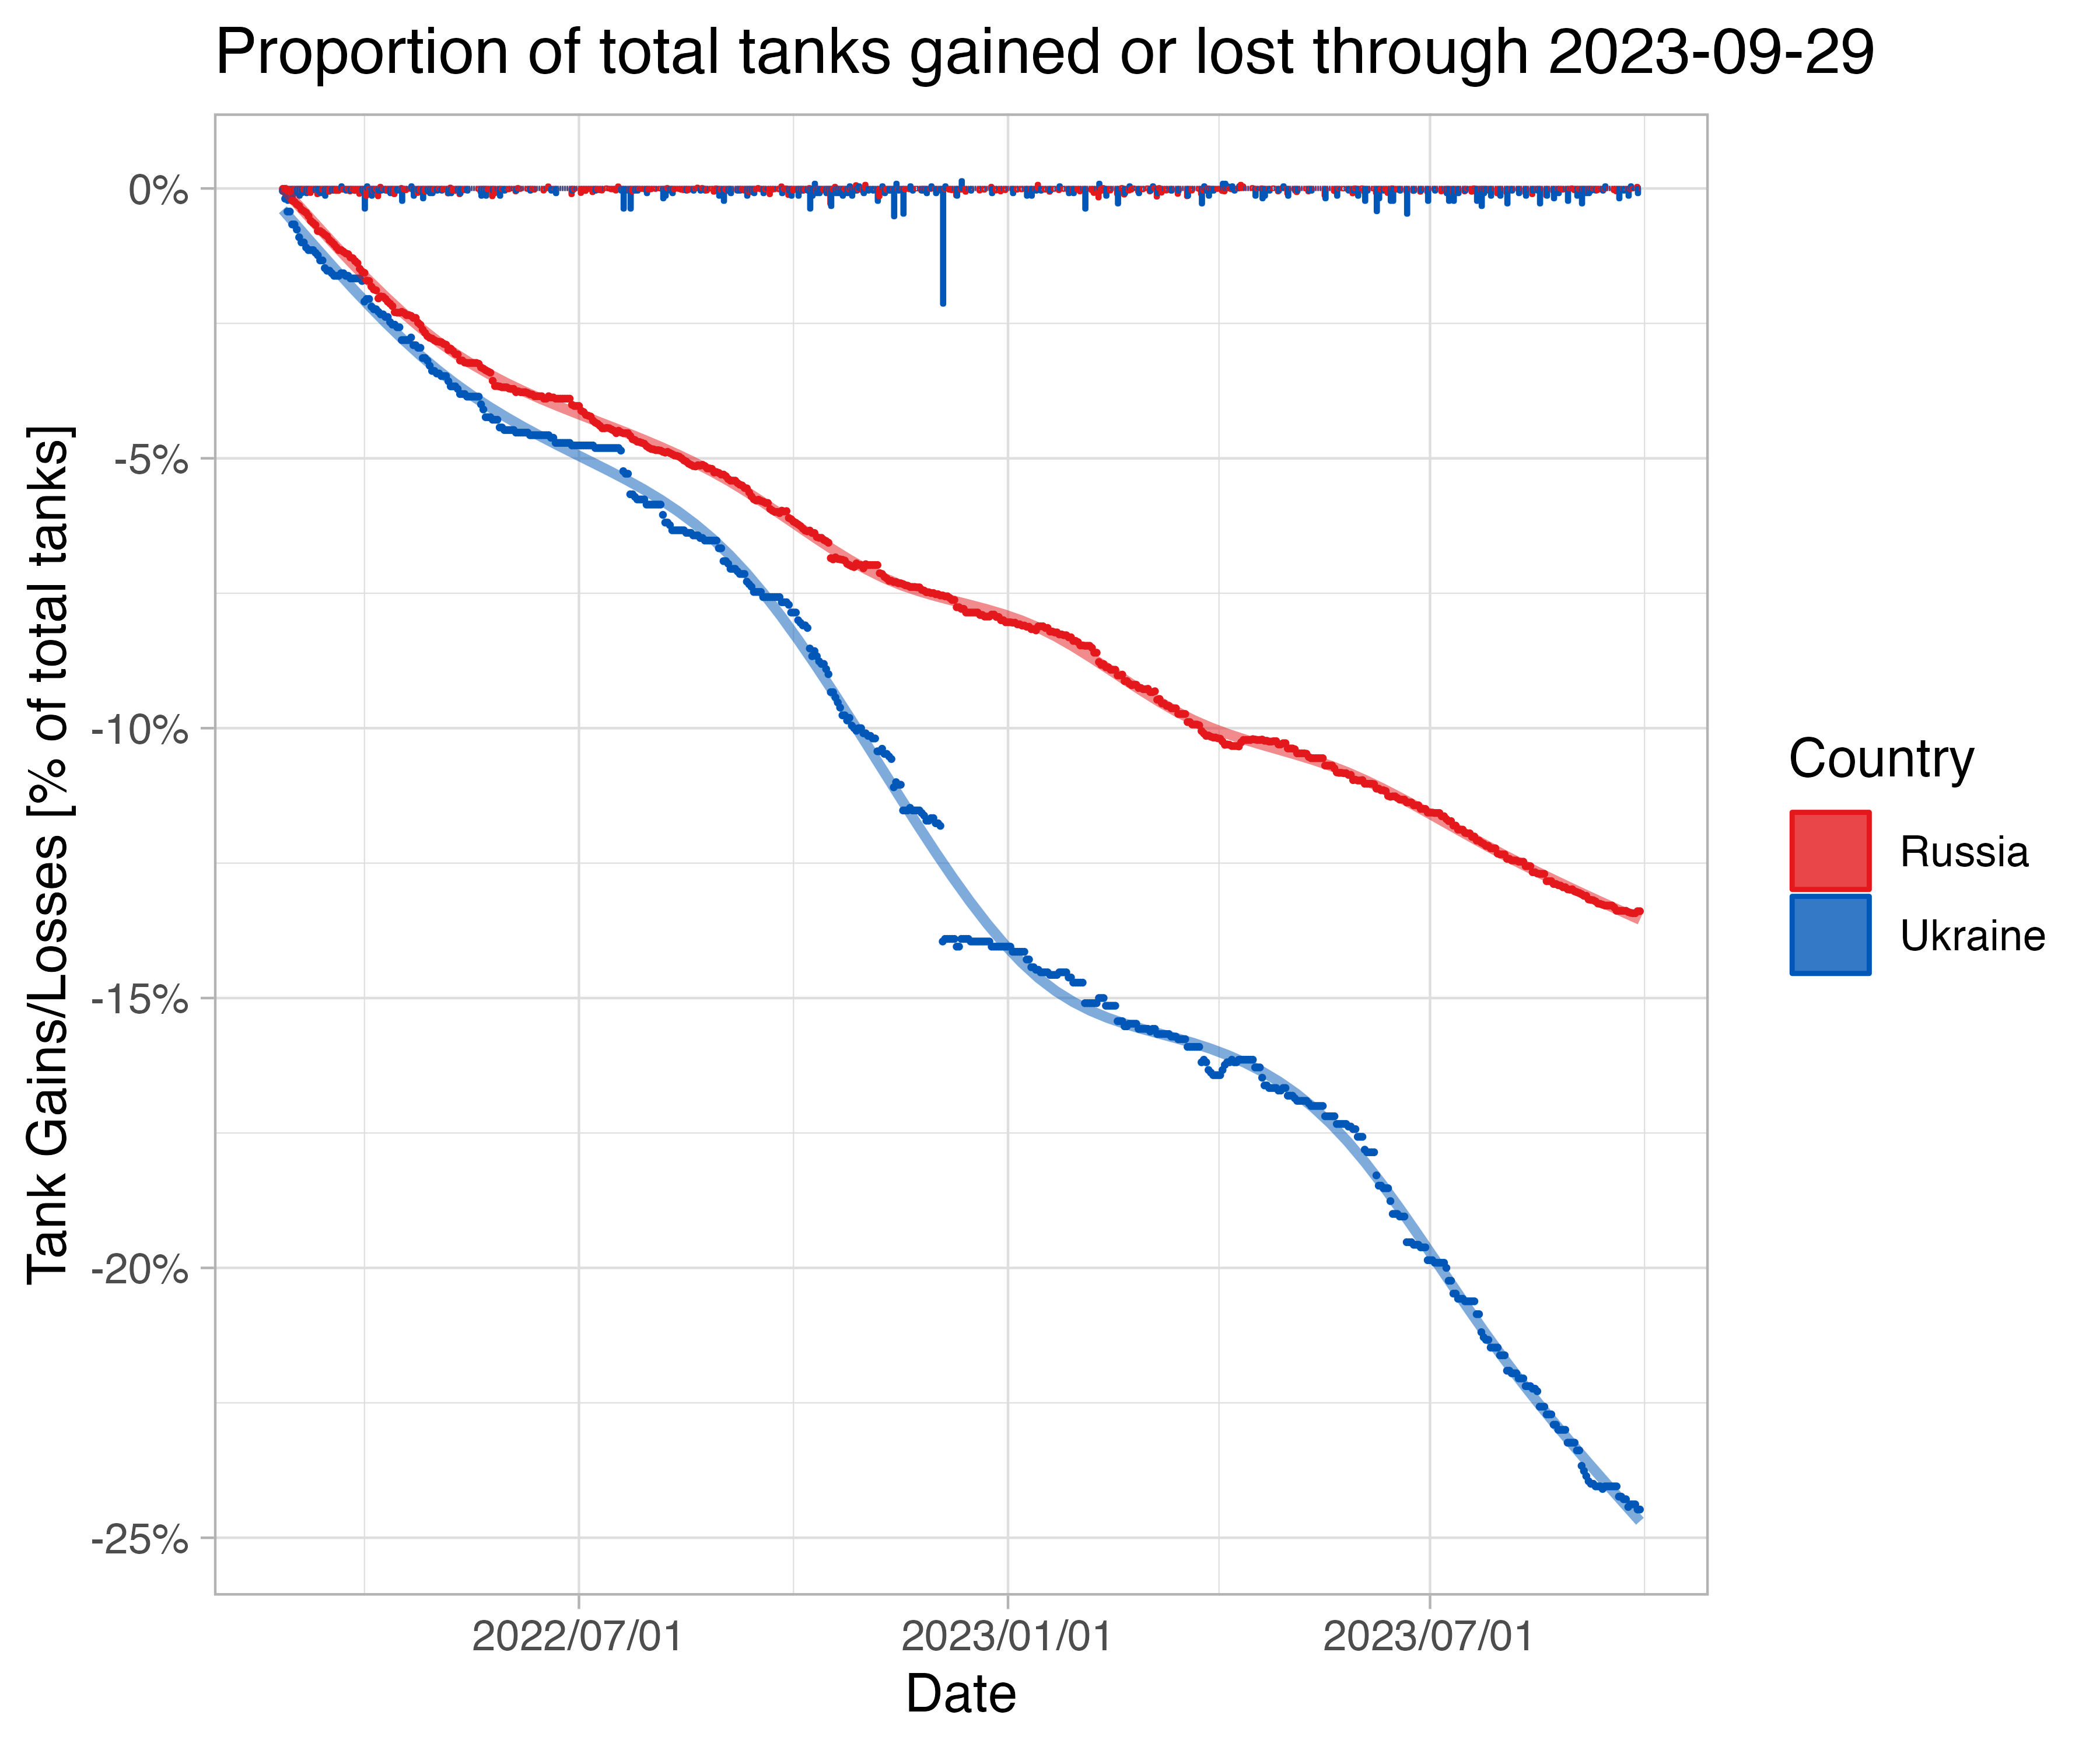 Proportion of total tanks gained or lost through 2023-09-29
Tank Gains/Losses [% of total tanks]
0%
-5%
-10%
-15%
-20%
-25%
2022/07/01
2023/01/01
2023/07/01
Date
Country
Russia
Ukraine